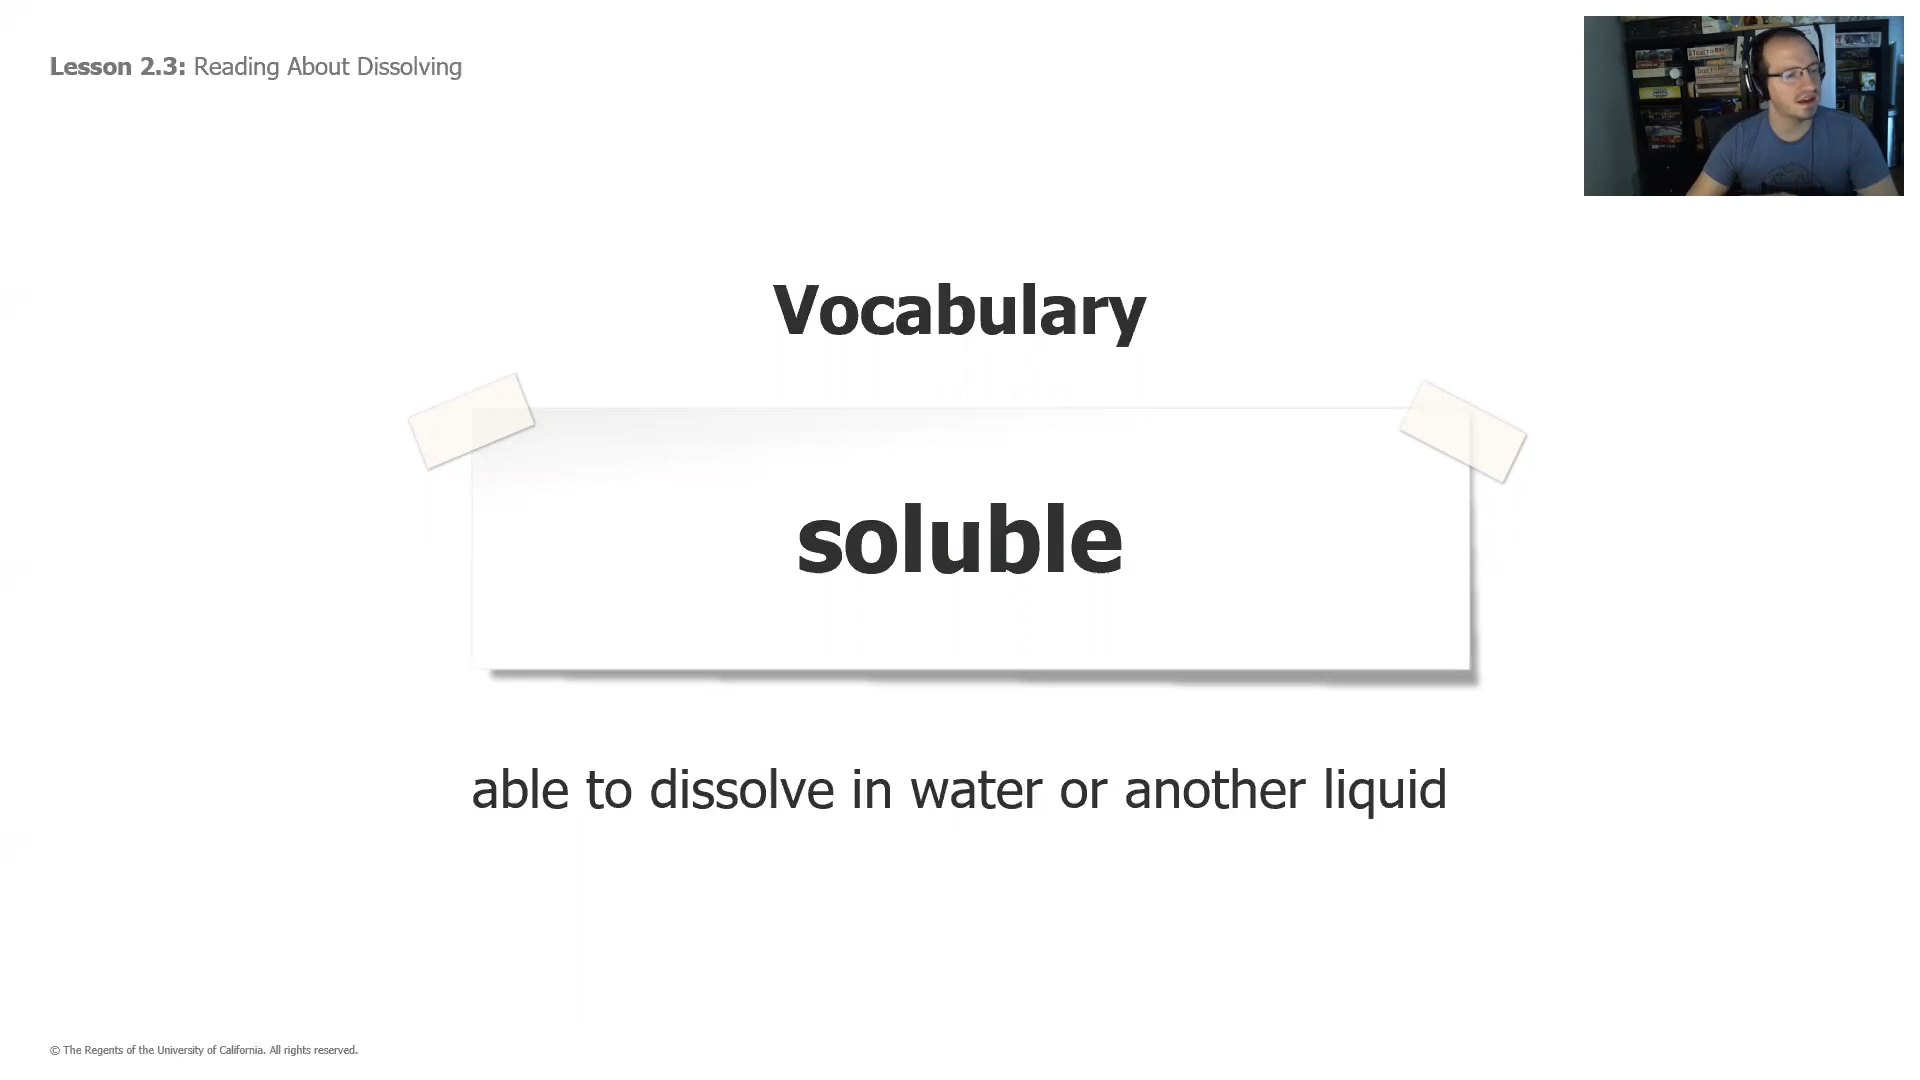 Lesson 2.3: Reading About Dissolving
Vocabulary
soluble
able to dissolve in water or another liquid
© The Regents of the University of California. All rights reserved.